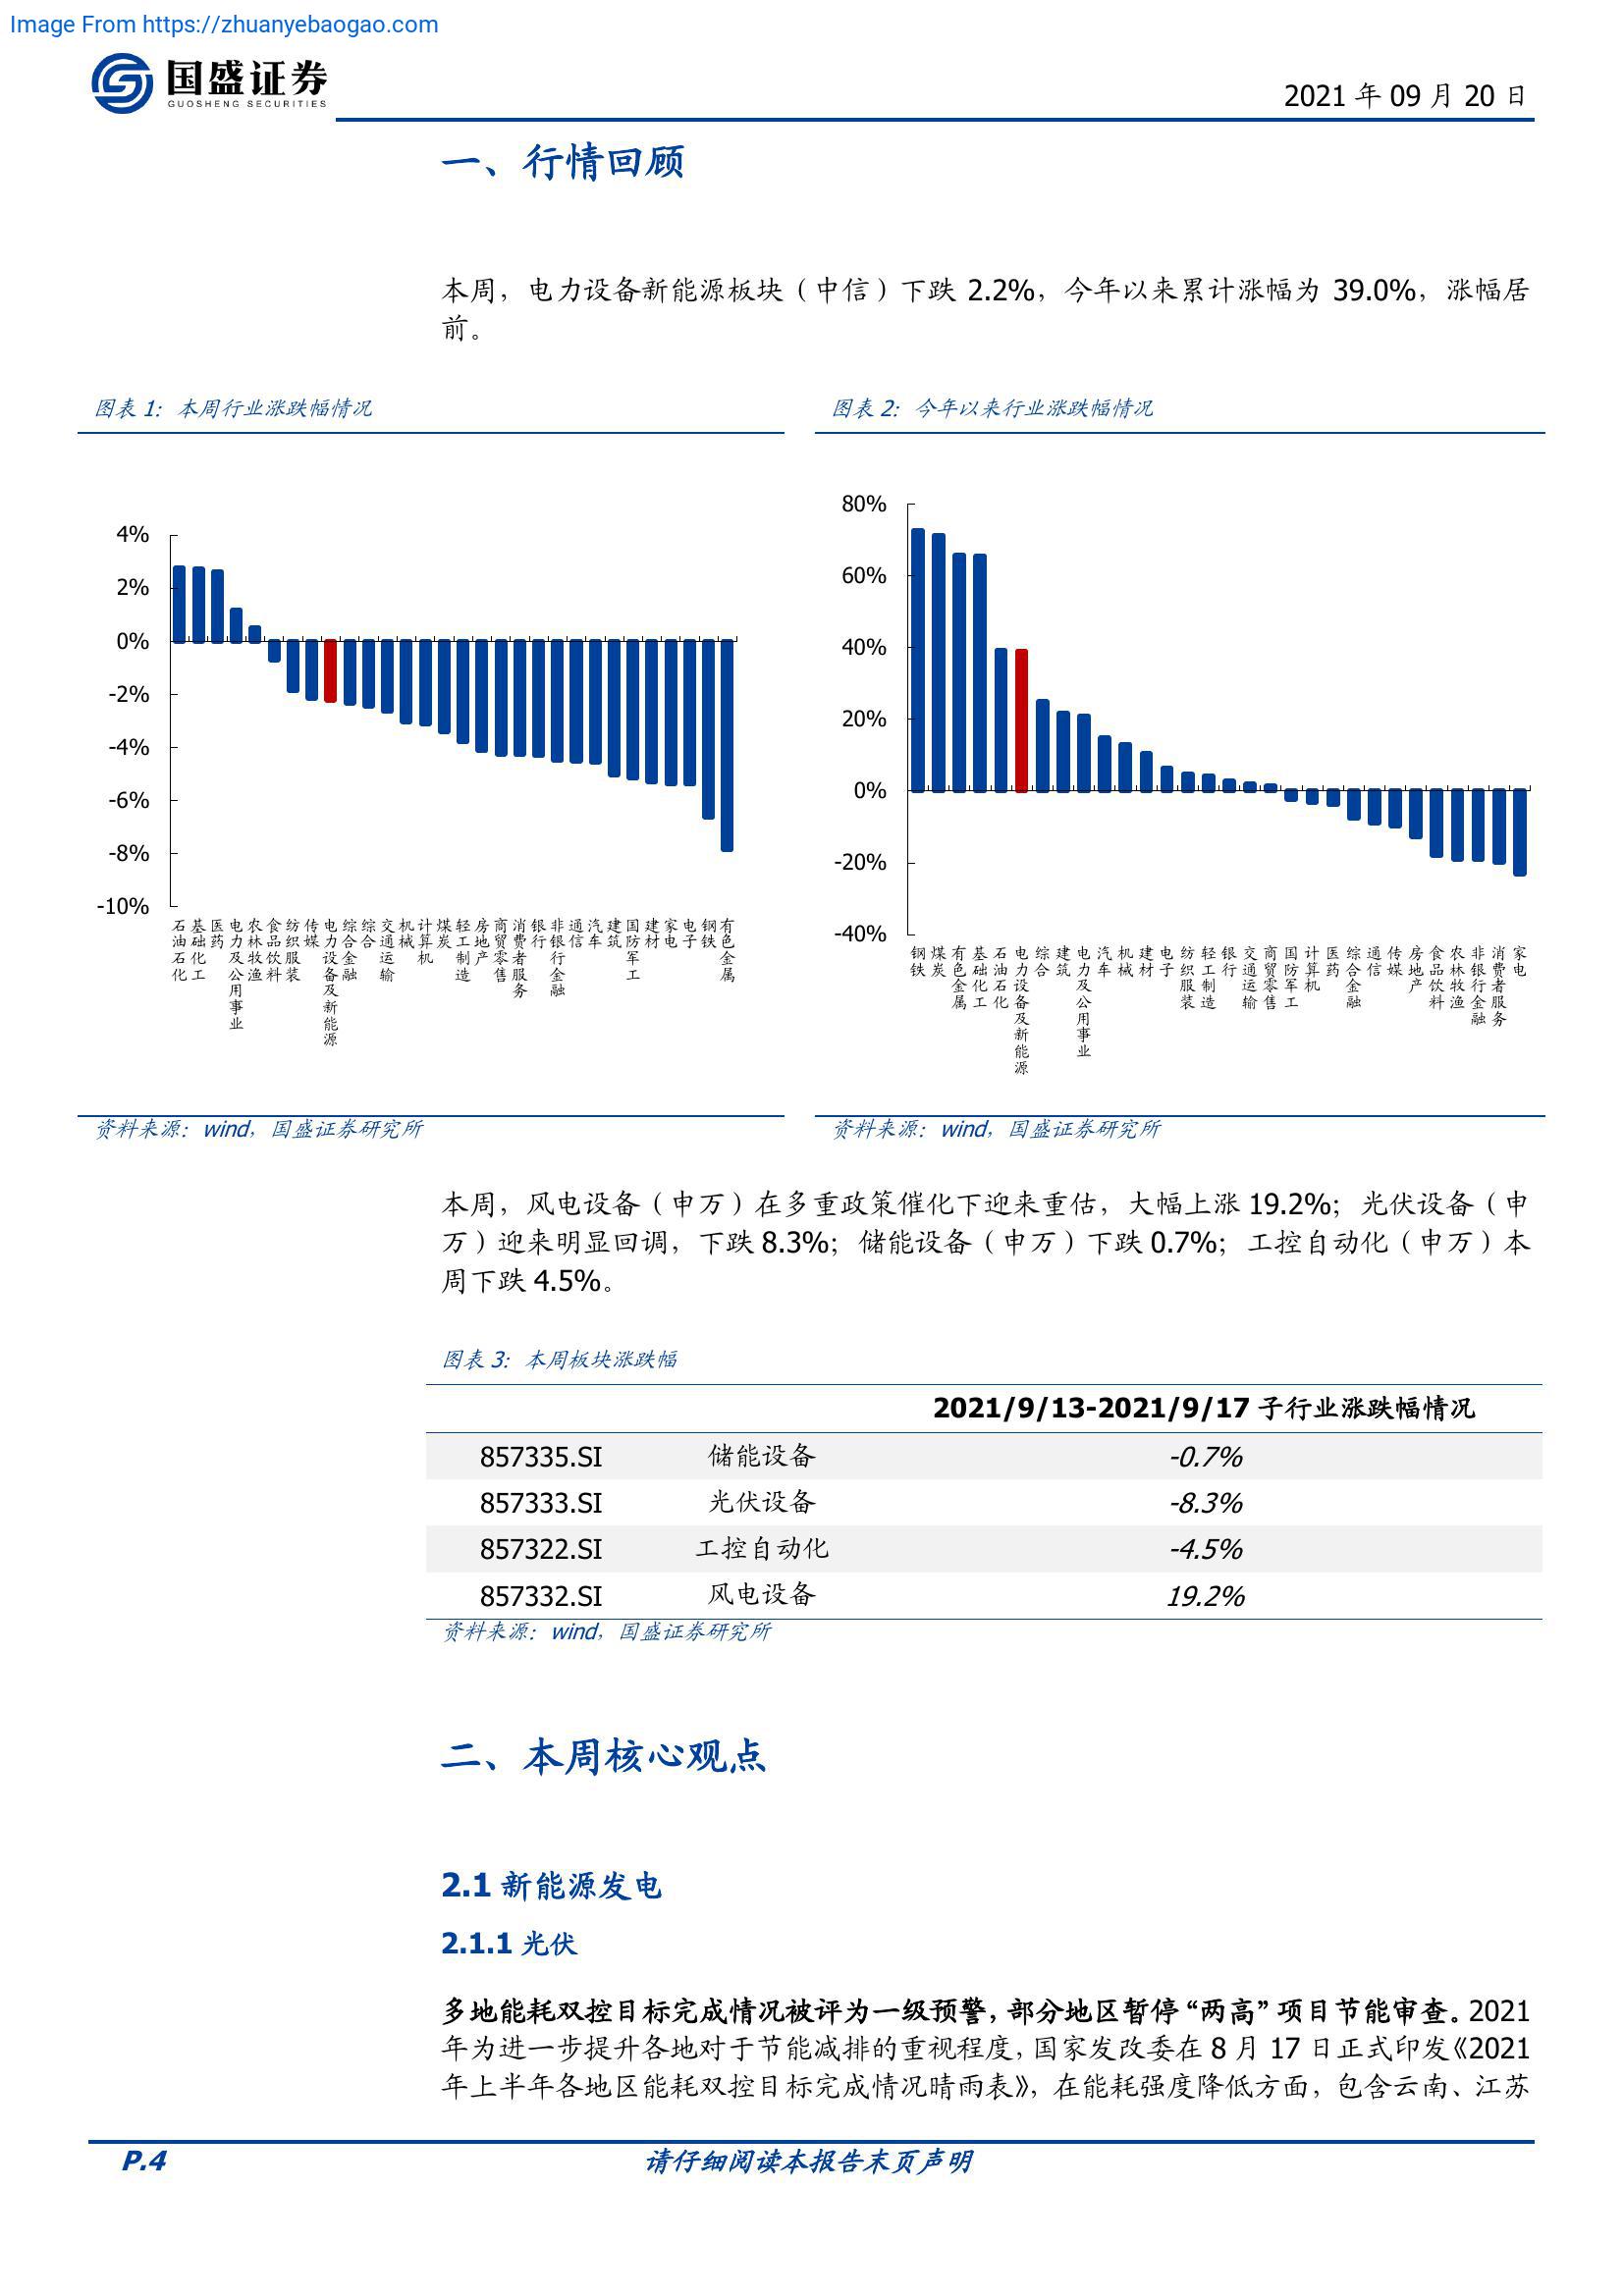 Image From https://zhuanyebaogao.com
国盛证券
GUOSHENG SECURITIES
2021 年 09 月 20 日
一、行情回顾
本周，电力设备新能源板块（中信）下跌 2.2%，今年以来累计涨幅为 39.0%，涨幅居
前。
图表 1：本周行业涨跌幅情况
4%
2%
0%
-2%
-4%
-6%
-8%
-10%
石油石化
基础化工
医药
电力及公用事业
农林牧渔
食品饮料
纺织服装
传媒
电力设备及新能源
综合金融
综合
交通运输
机械
计算机
煤炭
轻工制造
房地产
商贸零售
消费者服务
银行
非银行金融
通信
汽车
建筑
国防军工
建材
家电
电子
钢铁
有色金属
资料来源：wind，国盛证券研究所
图表 2：今年以来行业涨跌幅情况
80%
60%
40%
20%
0%
-20%
-40%
钢铁
煤炭
有色金属
基础化工
石油石化
电力设备及新能源
综合
建筑
电力及公用事业
汽车
机械
建材
电子
纺织服装
轻工制造
银行
交通运输
商贸零售
国防军工
计算机
医药
综合金融
通信
传媒
房地产
食品饮料
农林牧渔
非银行金融
消费者服务
家电
资料来源：wind，国盛证券研究所
本周，风电设备（申万）在多重政策催化下迎来重估，大幅上涨 19.2%；光伏设备（申
万）迎来明显回调，下跌 8.3%；储能设备（申万）下跌 0.7%；工控自动化（申万）本
周下跌 4.5%。
图表 3：本周板块涨跌幅
2021/9/13-2021/9/17 子行业涨跌幅情况
857335.SI 储能设备 -0.7%
857333.SI 光伏设备 -8.3%
857322.SI 工控自动化 -4.5%
857332.SI 风电设备 19.2%
资料来源：wind，国盛证券研究所
二、本周核心观点
2.1 新能源发电
2.1.1 光伏
多地能耗双控目标完成情况被评为一级预警，部分地区暂停“两高”项目节能审查。2021
年为进一步提升各地对于节能减排的重视程度，国家发改委在 8 月 17 日正式印发《2021
年上半年各地区能耗双控目标完成情况晴雨表》，在能耗强度降低方面，包含云南、江苏
P.4
请仔细阅读本报告末页声明